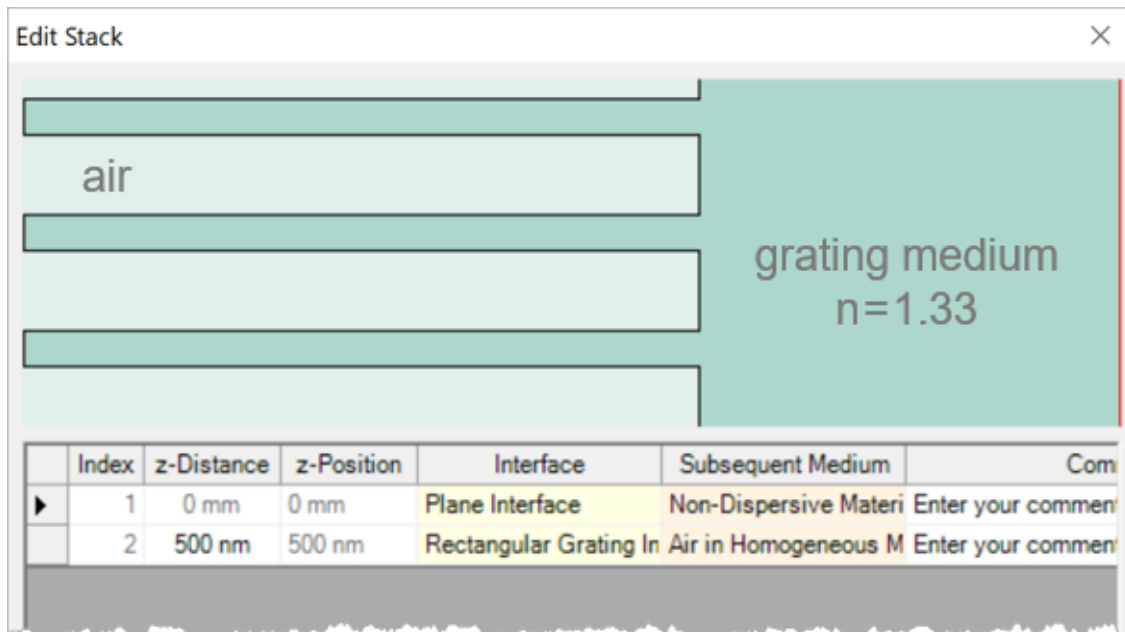 Edit Stack
air
grating medium
n=1.33
Index z-Distance z-Position Interface Subsequent Medium Com
1 0 mm 0 mm Plane Interface Non-Dispersive Materi Enter your comment
2 500 nm 500 nm Rectangular Grating In Air in Homogeneous M Enter your comment